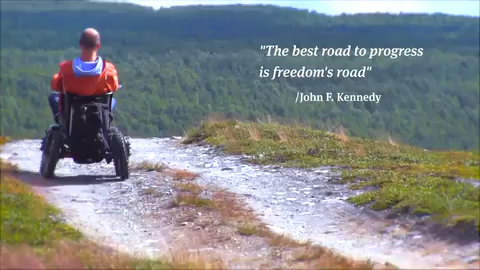 "The best road to progress
is freedom's road"
/John F. Kennedy